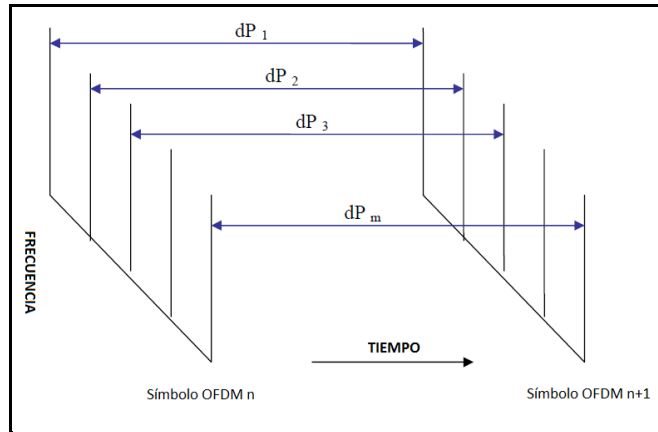 dP 1
dP 2
dP 3
dP m
FRECUENCIA
TIEMPO
Símbolo OFDM n
Símbolo OFDM n+1